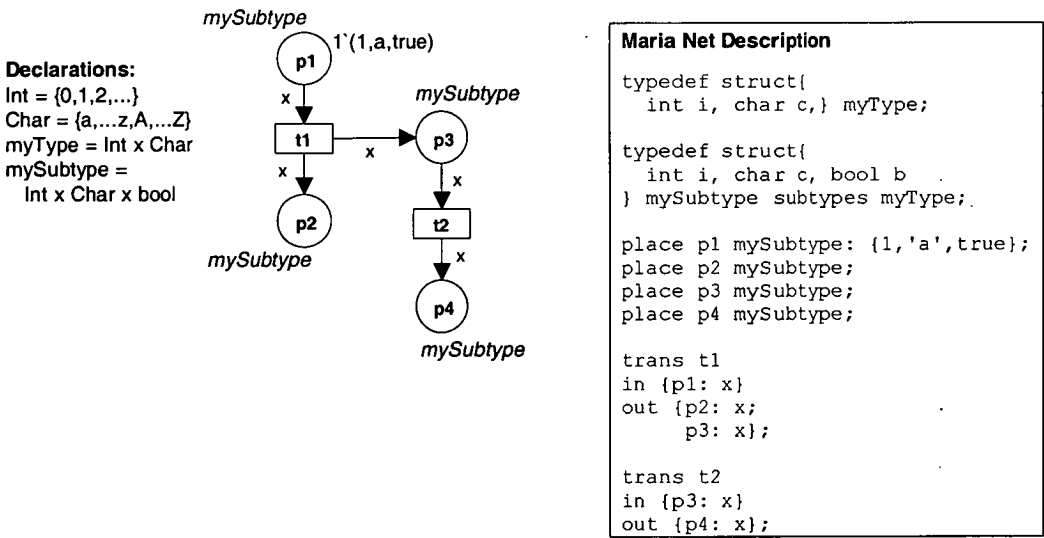 mySubtype
1`(1,a,true)
p1
Declarations:
Int = {0,1,2,...}
Char = {a,...z,A,...Z}
myType = Int x Char
mySubtype =
Int x Char x bool
x
mySubtype
t1
x
p3
x
x
p2
t2
mySubtype
x
p4
mySubtype
Maria Net Description
typedef struct{
int i, char c,} myType;
typedef struct{
int i, char c, bool b
} mySubtype subtypes myType;
place p1 mySubtype: {1,'a',true};
place p2 mySubtype;
place p3 mySubtype;
place p4 mySubtype;
trans t1
in {p1: x}
out {p2: x;
p3: x};
trans t2
in {p3: x}
out {p4: x};